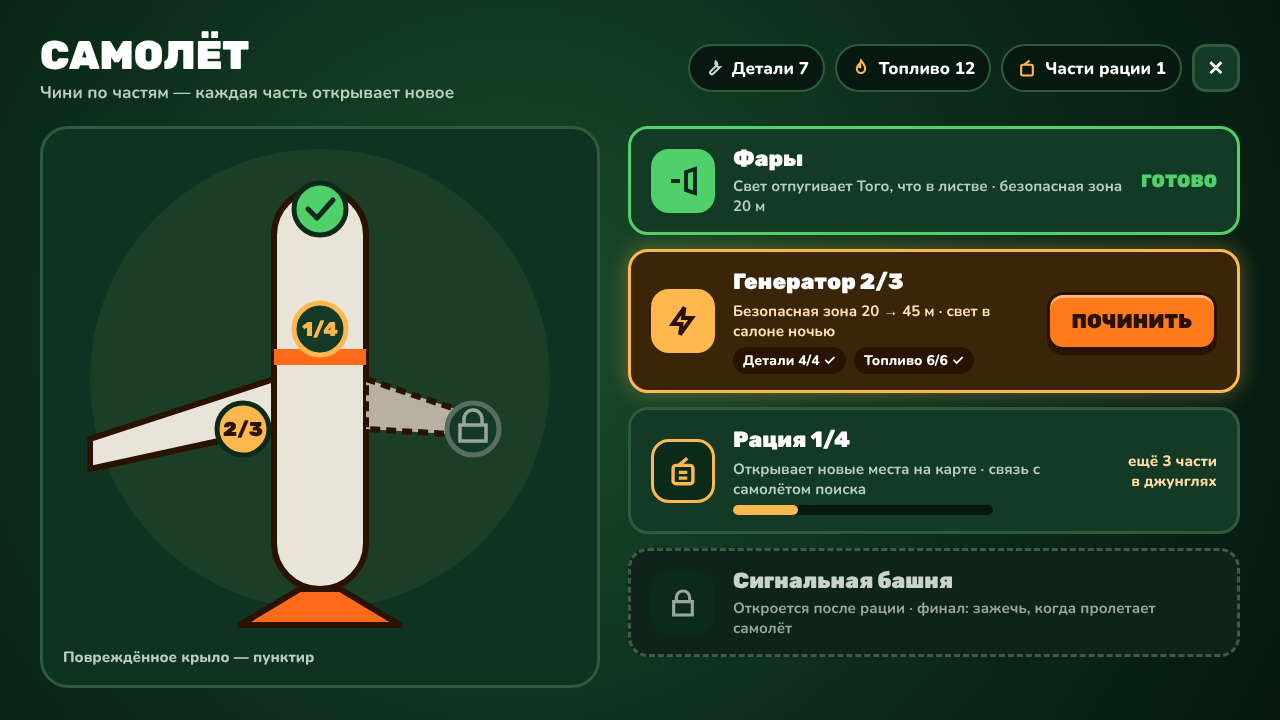 САМОЛЁТ
Чини по частям — каждая часть открывает новое
Детали 7
Топливо 12
Части рации 1
✕
1/4
2/3
Повреждённое крыло — пунктир
Фары
Свет отпугивает Того, что в листве · безопасная зона
20 м
ГОТОВО
Генератор 2/3
Безопасная зона 20 → 45 м · свет в
салоне ночью
Детали 4/4 ✓
Топливо 6/6 ✓
ПОЧИНИТЬ
Рация 1/4
Открывает новые места на карте · связь с
самолётом поиска
ещё 3 части
в джунглях
Сигнальная башня
Откроется после рации · финал: зажечь, когда пролетает
самолёт